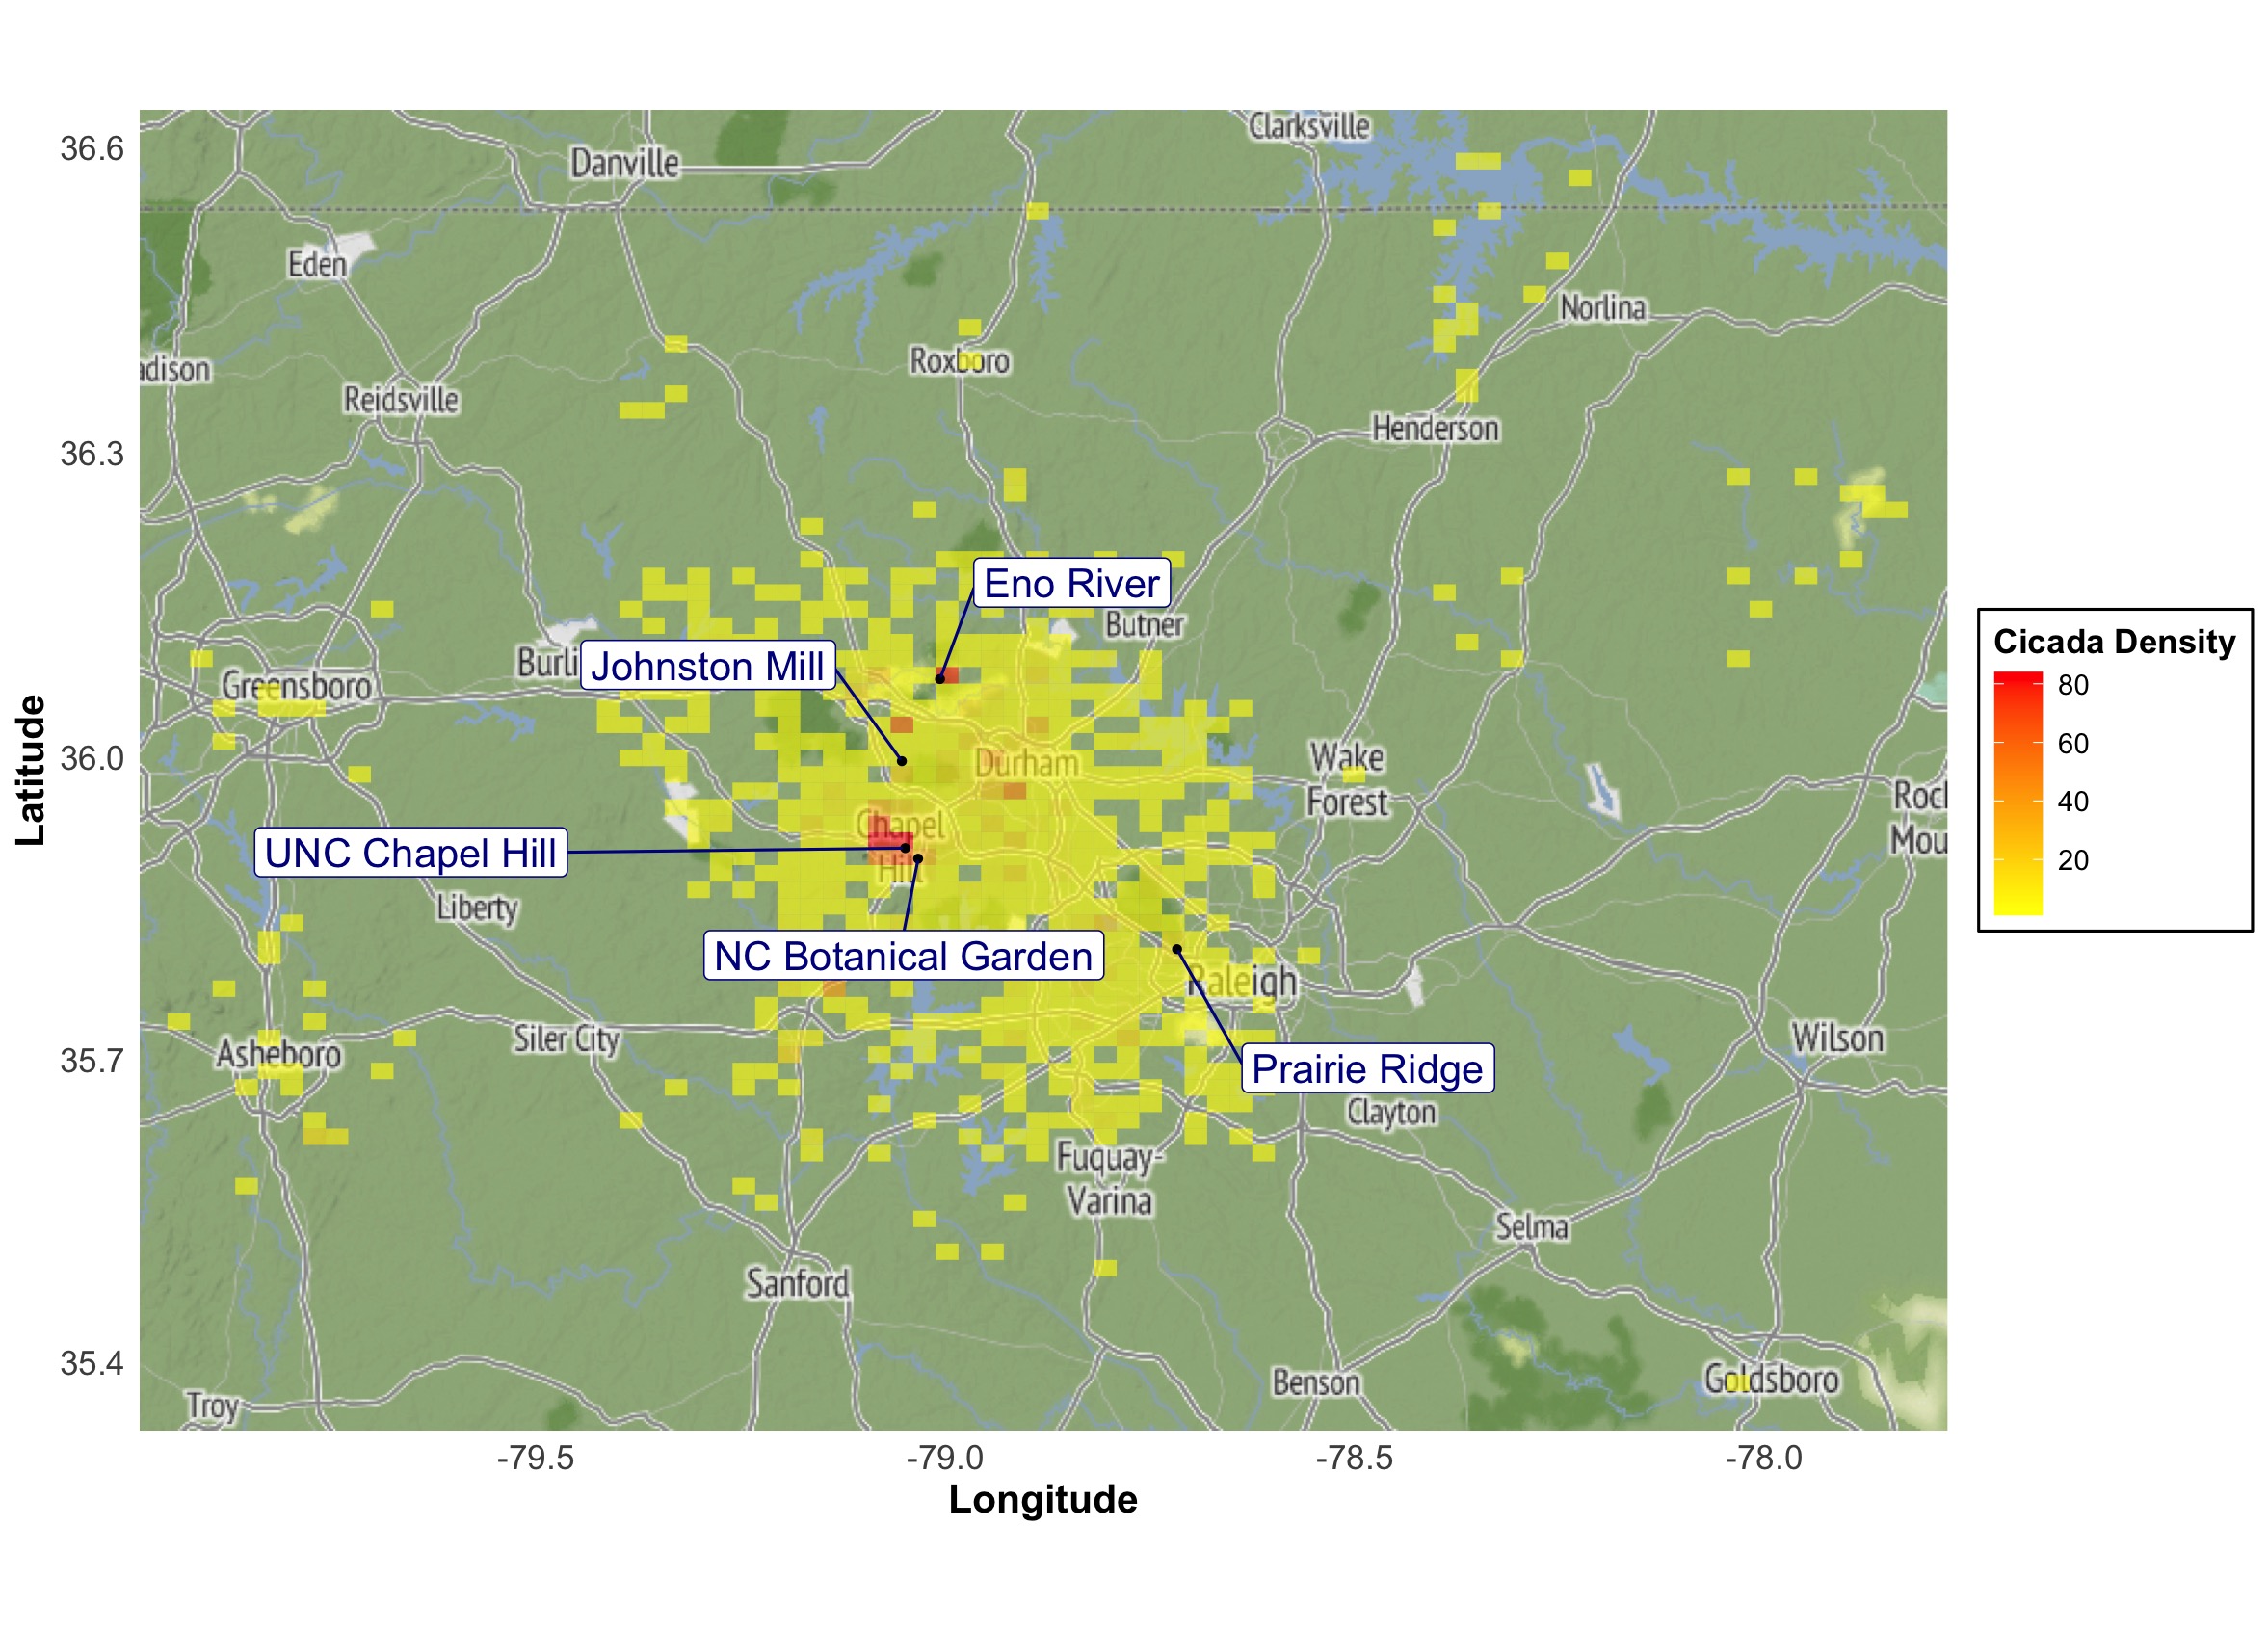 36.6
36.3
36.0
35.7
35.4
Latitude
Clarksville
Danville
Eden
Norlina
adison
Roxboro
Reidsville
Henderson
Eno River
Butner
Johnston Mill
Burli
Greensboro
Durham
Wake
Forest
Rocl
Mou
Chapel
Hill
UNC Chapel Hill
Liberty
NC Botanical Garden
Raleigh
Siler City
Asheboro
Wilson
Prairie Ridge
Clayton
Fuquay-
Varina
Selma
Sanford
Benson
Goldsboro
Troy
-79.5
-79.0
-78.5
-78.0
Longitude
Cicada Density
80
60
40
20